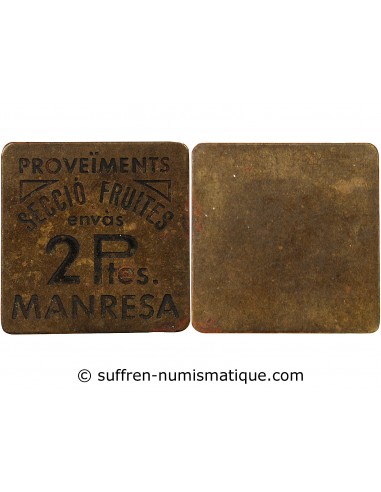 PROVEÏMENTS
SECCIÓ FRUITES
envàs
2 Ptes.
MANRESA
© suffren-numismatique.com